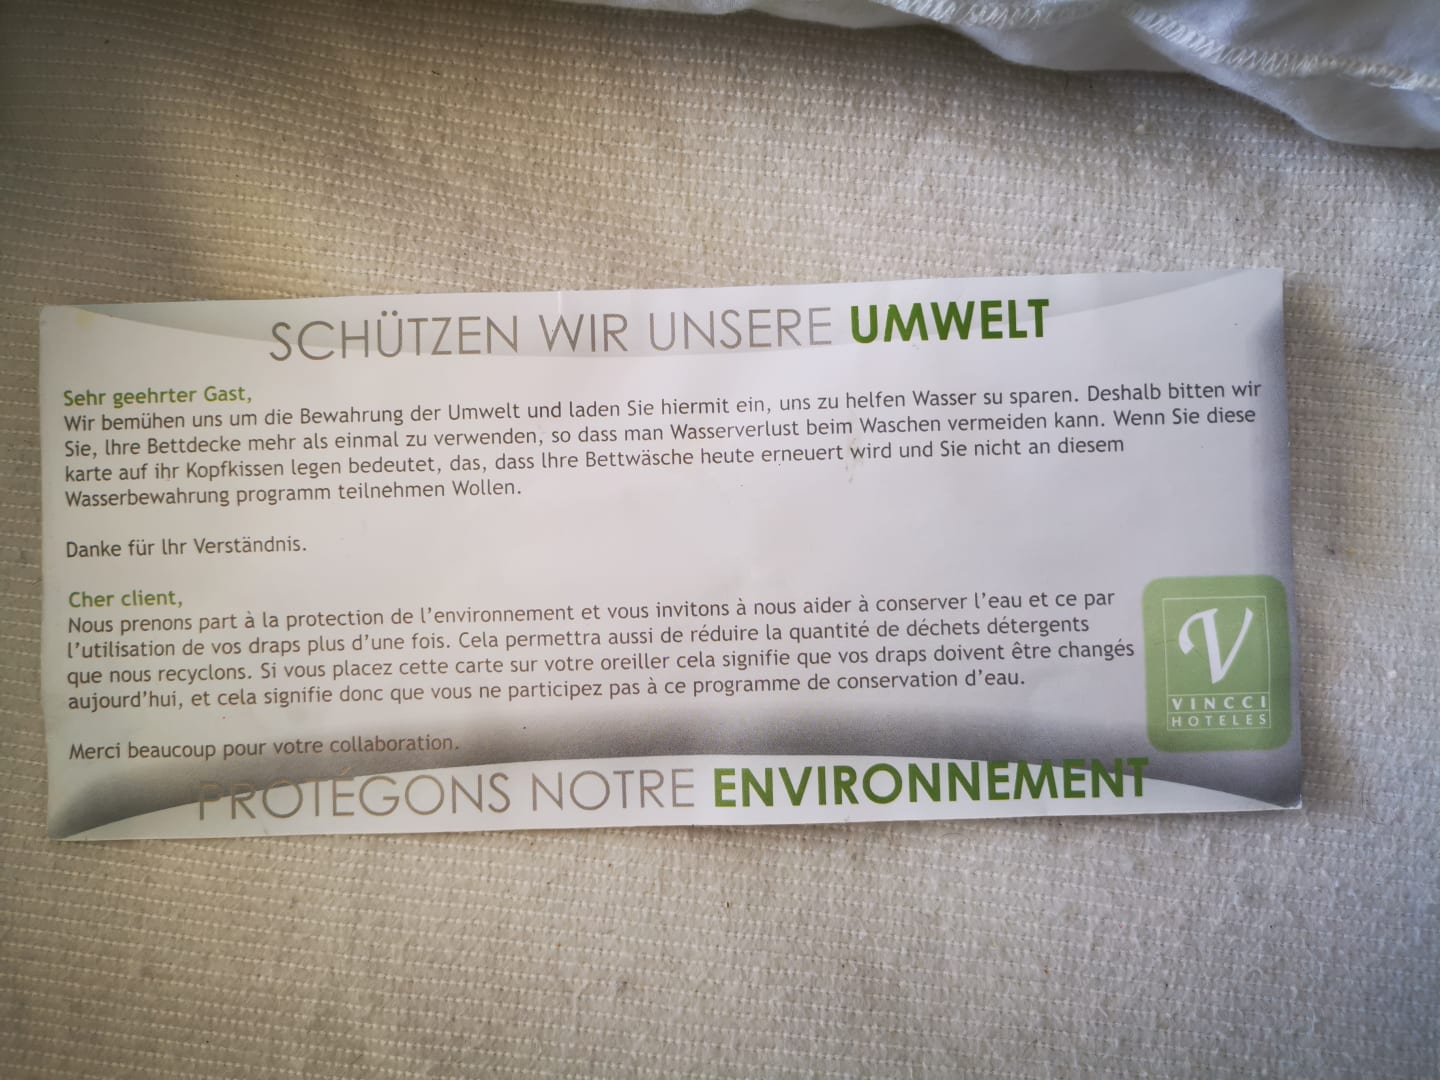 SCHÜTZEN WIR UNSERE UMWELT
Sehr geehrter Gast,
Wir bemühen uns um die Bewahrung der Umwelt und laden Sie hiermit ein, uns zu helfen Wasser su sparen. Deshalb bitten wir
Sie, Ihre Bettdecke mehr als einmal zu verwenden, so dass man Wasserverlust beim Waschen vermeiden kann. Wenn Sie diese
karte auf ihr Kopfkissen legen bedeutet, das, dass Ihre Bettwäsche heute erneuert wird und Sie nicht an diesem
Wasserbewahrung programm teilnehmen Wollen.
Danke für Ihr Verständnis.
Cher client,
Nous prenons part à la protection de l'environnement et vous invitons à nous aider à conserver l'eau et ce par
l'utilisation de vos draps plus d'une fois. Cela permettra aussi de réduire la quantité de déchets détergents
que nous recyclons. Si vous placez cette carte sur votre oreiller cela signifie que vos draps doivent être changés
aujourd'hui, et cela signifie donc que vous ne participez pas à ce programme de conservation d'eau.
Merci beaucoup pour votre collaboration.
V
VINCCI
HOTELES
PROTÉGONS NOTRE ENVIRONNEMENT